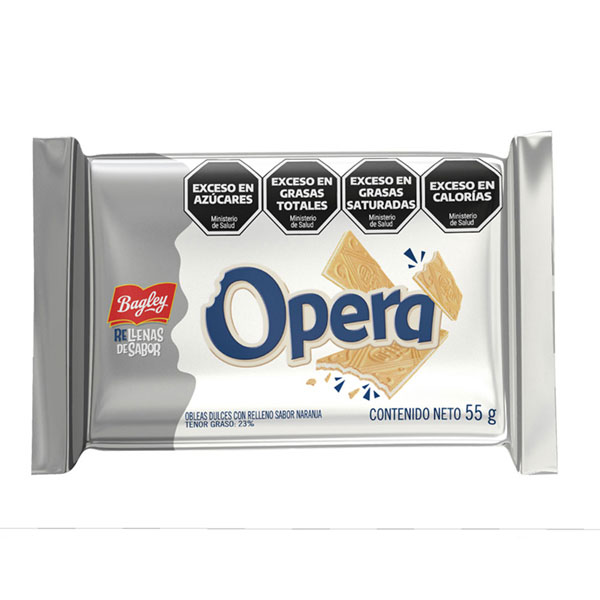 EXCESO EN
AZÚCARES
Ministerio
de Salud
EXCESO EN
GRASAS
TOTALES
Ministerio
de Salud
EXCESO EN
GRASAS
SATURADAS
Ministerio
de Salud
EXCESO EN
CALORÍAS
Ministerio
de Salud
Bagley
RELLENAS
DE SABOR
Opera
OBLEAS DULCES CON RELLENO SABOR NARANJA
TENOR GRASO: 23%
CONTENIDO NETO 55 g